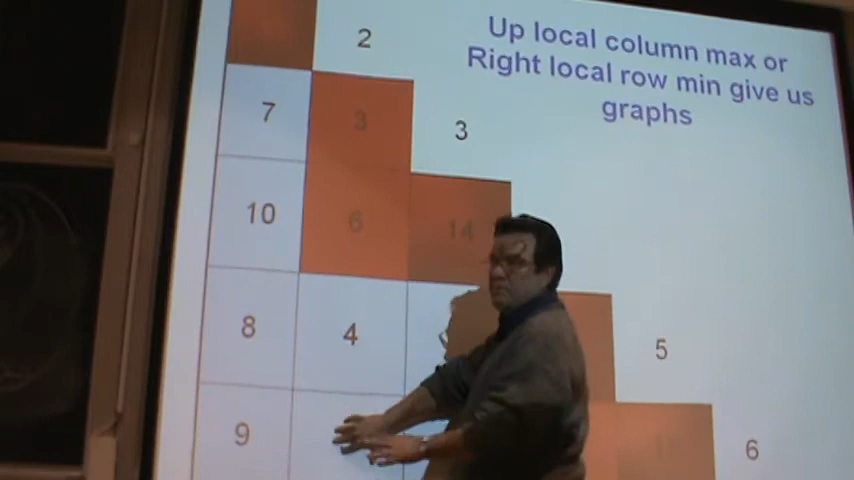 Up local column max or
Right local row min give us
graphs
2
7 3 3
10 6 14
8 4 5
9 6